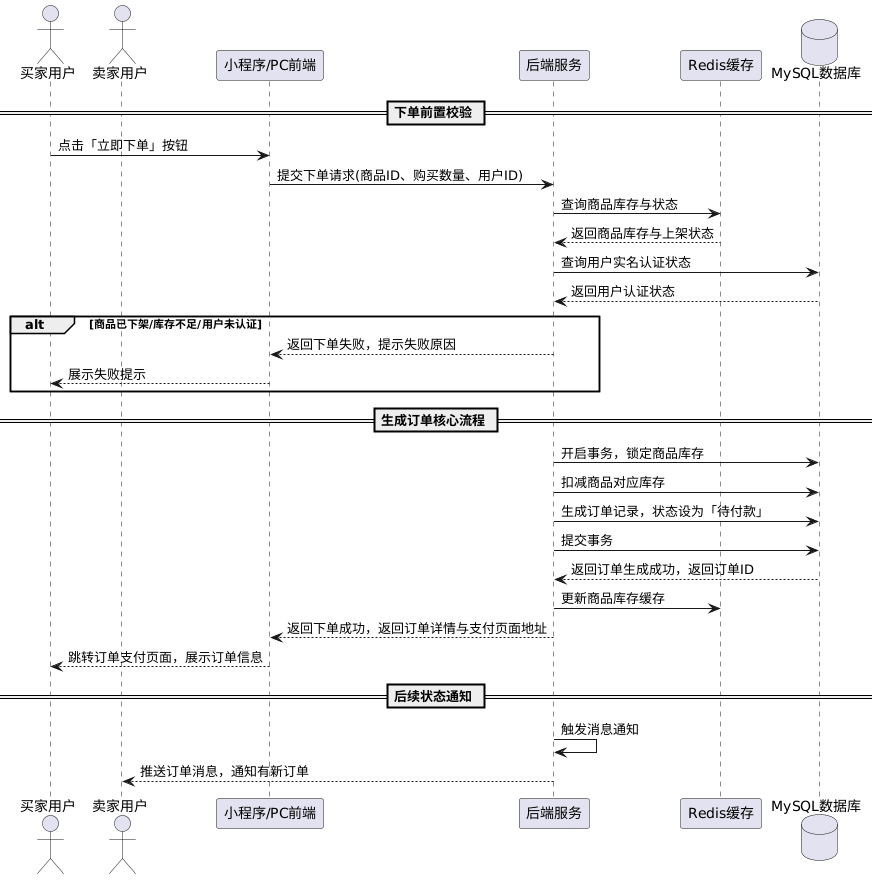 买家用户
卖家用户
小程序/PC前端
后端服务
Redis缓存
MySQL数据库
下单前置校验
点击「立即下单」按钮
提交下单请求(商品ID、购买数量、用户ID)
查询商品库存与状态
返回商品库存与上架状态
查询用户实名认证状态
返回用户认证状态
alt
[商品已下架/库存不足/用户未认证]
返回下单失败，提示失败原因
展示失败提示
生成订单核心流程
开启事务，锁定商品库存
扣减商品对应库存
生成订单记录，状态设为「待付款」
提交事务
返回订单生成成功，返回订单ID
更新商品库存缓存
返回下单成功，返回订单详情与支付页面地址
跳转订单支付页面，展示订单信息
后续状态通知
触发消息通知
推送订单消息，通知有新订单
买家用户
卖家用户
小程序/PC前端
后端服务
Redis缓存
MySQL数据库